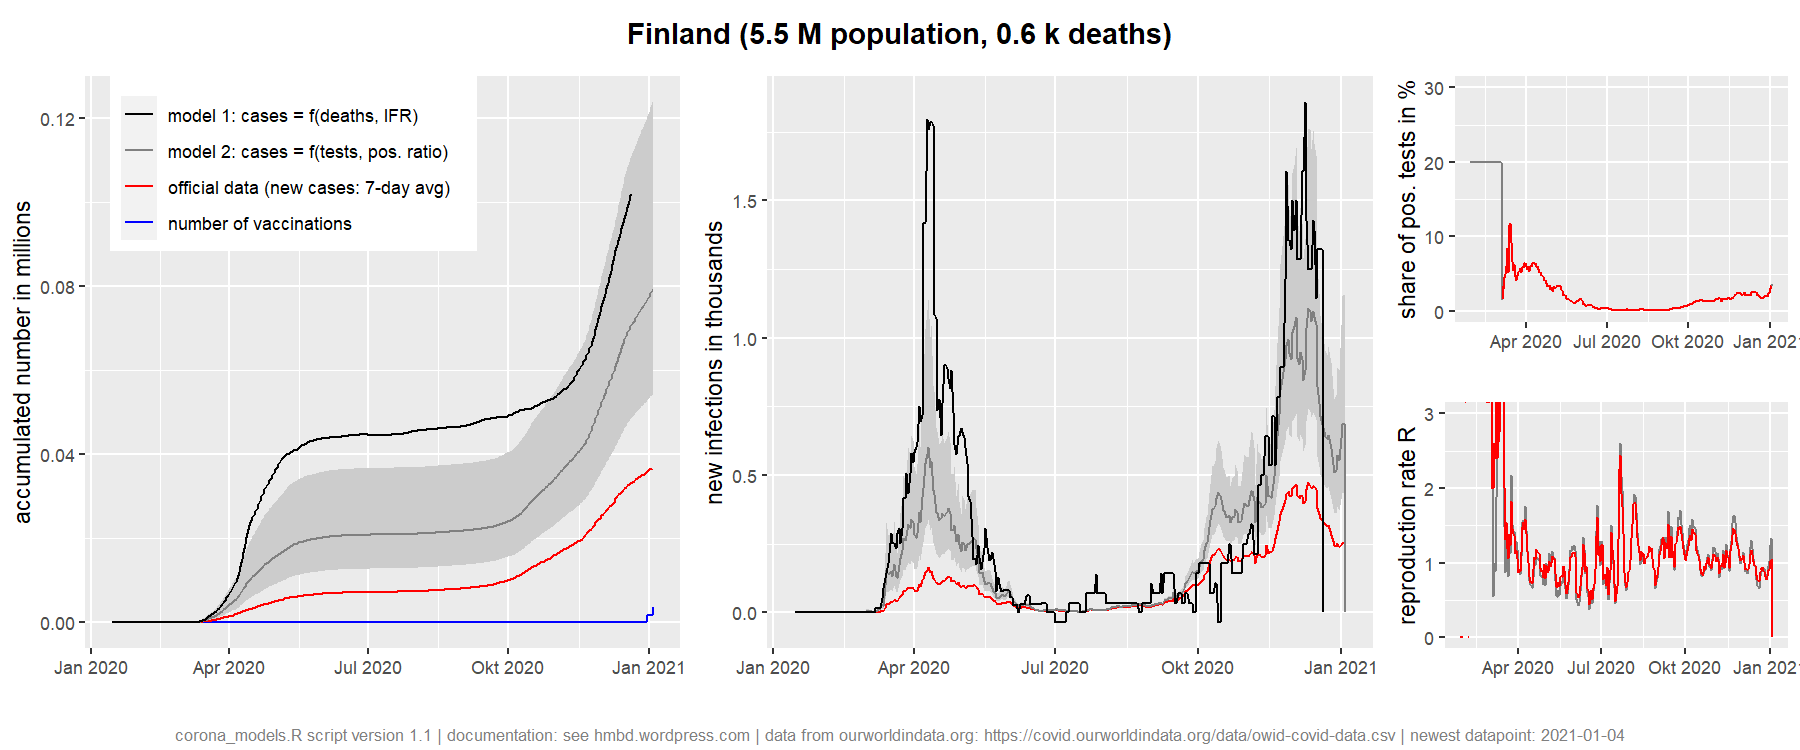 Finland (5.5 M population, 0.6 k deaths)
accumulated number in millions
0.12
0.08
0.04
0.00
model 1: cases = f(deaths, IFR)
model 2: cases = f(tests, pos. ratio)
official data (new cases: 7-day avg)
number of vaccinations
Jan 2020 Apr 2020 Jul 2020 Okt 2020 Jan 2021
new infections in thousands
1.5
1.0
0.5
0.0
Jan 2020 Apr 2020 Jul 2020 Okt 2020 Jan 2021
share of pos. tests in %
30
20
10
0
Apr 2020 Jul 2020 Okt 2020 Jan 2021
reproduction rate R
3
2
1
0
Apr 2020 Jul 2020 Okt 2020 Jan 2021
corona_models.R script version 1.1 | documentation: see hmbd.wordpress.com | data from ourworldindata.org: https://covid.ourworldindata.org/data/owid-covid-data.csv | newest datapoint: 2021-01-04